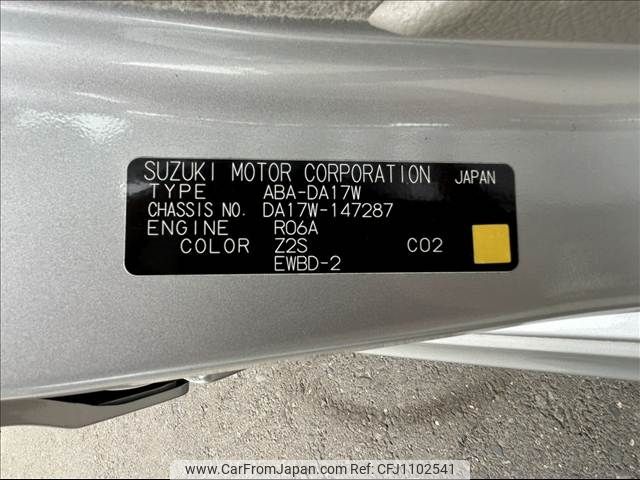 SUZUKI MOTOR CORPORATION JAPAN
TYPE ABA-DA17W
CHASSIS NO. DA17W-147287
ENGINE R06A
COLOR Z2S C02
EWBD-2
www.CarFromJapan.com Ref: CFJ1102541